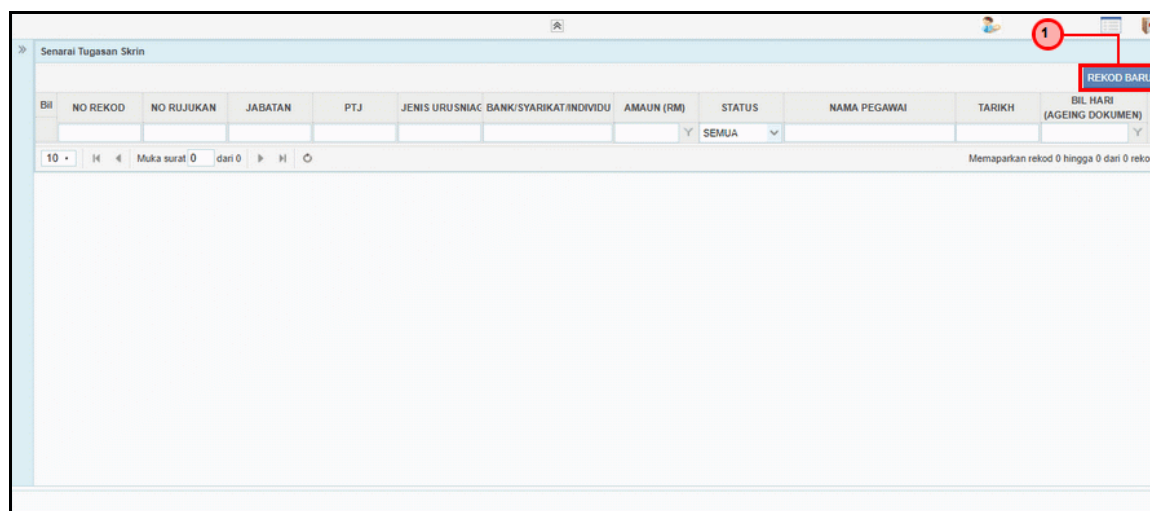 1
Senarai Tugasan Skrin
REKOD BARU
Bil NO REKOD NO RUJUKAN JABATAN PTJ JENIS URUSNIAG BANK/SYARIKAT/INDIVIDU AMAUN (RM) STATUS NAMA PEGAWAI TARIKH BIL HARI
(AGEING DOKUMEN)
SEMUA
10 Muka surat 0 dari 0 Memaparkan rekod 0 hingga 0 dari 0 reko